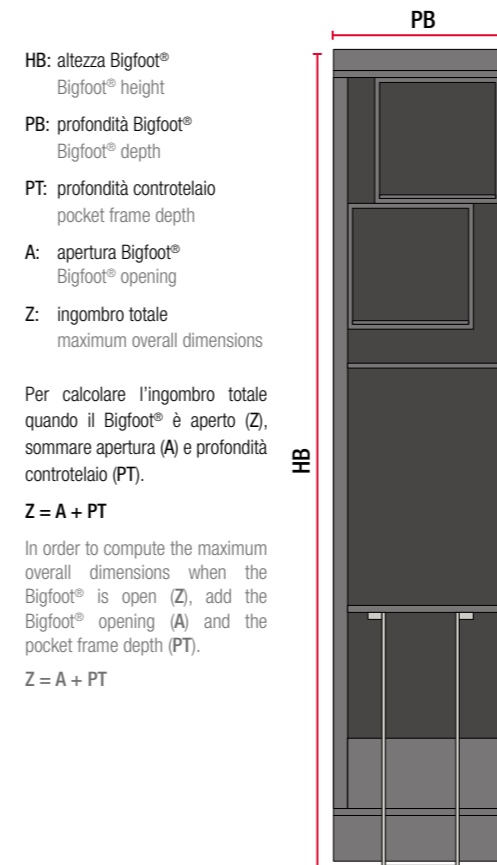 HB: altezza Bigfoot®
Bigfoot® height
PB: profondità Bigfoot®
Bigfoot® depth
PT: profondità controtelaio
pocket frame depth
A: apertura Bigfoot®
Bigfoot® opening
Z: ingombro totale
maximum overall dimensions
Per calcolare l’ingombro totale
quando il Bigfoot® è aperto (Z),
sommare apertura (A) e profondità
controtelaio (PT).
Z = A + PT
In order to compute the maximum
overall dimensions when the
Bigfoot® is open (Z), add the
Bigfoot® opening (A) and the
pocket frame depth (PT).
Z = A + PT
PB
HB